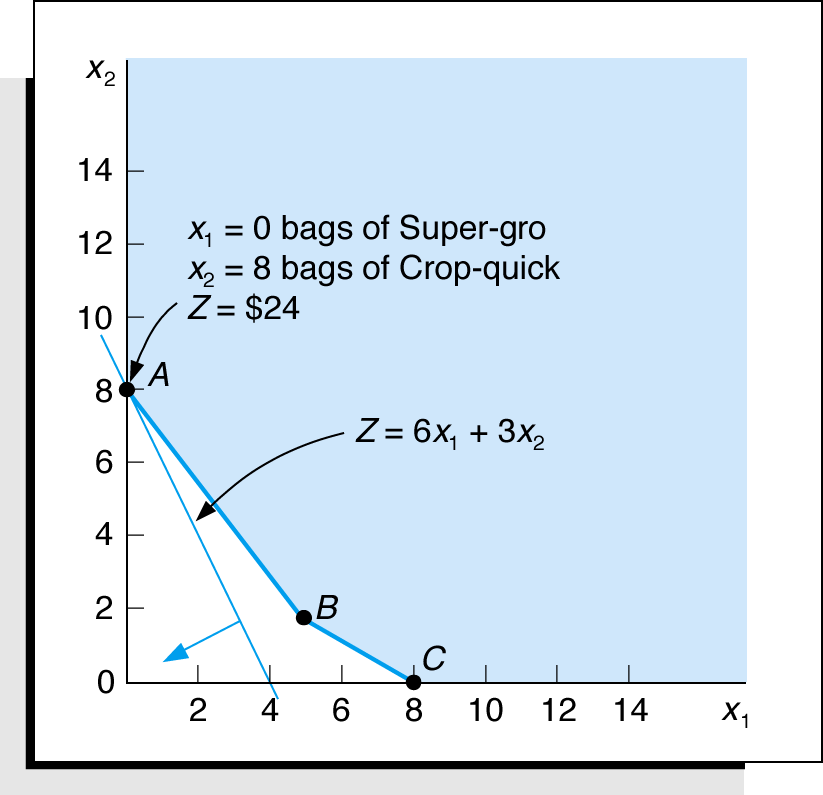 x₂
14
12
10
8
6
4
2
0
x₁ = 0 bags of Super-gro
x₂ = 8 bags of Crop-quick
Z = $24
A
Z = 6x₁ + 3x₂
B
C
2 4 6 8 10 12 14 x₁